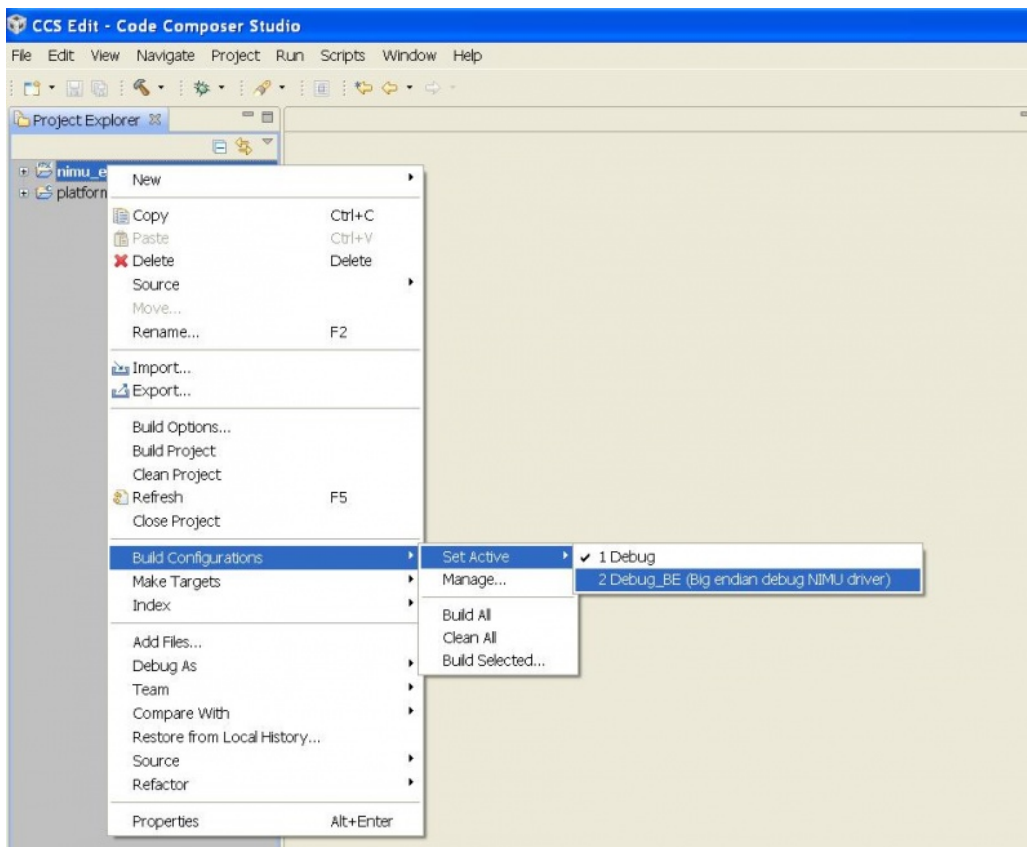 CCS Edit - Code Composer Studio
File Edit View Navigate Project Run Scripts Window Help
Project Explorer
nimu_e
platforn
New
Copy Ctrl+C
Paste Ctrl+V
Delete Delete
Source
Move...
Rename... F2
Import...
Export...
Build Options...
Build Project
Clean Project
Refresh F5
Close Project
Build Configurations
Set Active
1 Debug
Make Targets
Manage...
2 Debug_BE (Big endian debug NIMU driver)
Index
Build All
Clean All
Build Selected...
Add Files...
Debug As
Team
Compare With
Restore from Local History...
Source
Refactor
Properties Alt+Enter